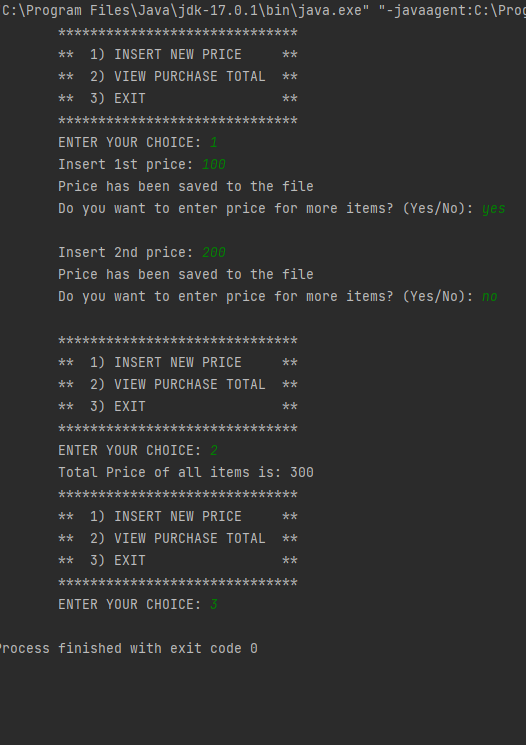 C:\Program Files\Java\jdk-17.0.1\bin\java.exe" "-javaagent:C:\Prog
******************************
**  1) INSERT NEW PRICE     **
**  2) VIEW PURCHASE TOTAL  **
**  3) EXIT                 **
******************************
ENTER YOUR CHOICE: 1
Insert 1st price: 100
Price has been saved to the file
Do you want to enter price for more items? (Yes/No): yes

Insert 2nd price: 200
Price has been saved to the file
Do you want to enter price for more items? (Yes/No): no

******************************
**  1) INSERT NEW PRICE     **
**  2) VIEW PURCHASE TOTAL  **
**  3) EXIT                 **
******************************
ENTER YOUR CHOICE: 2
Total Price of all items is: 300
******************************
**  1) INSERT NEW PRICE     **
**  2) VIEW PURCHASE TOTAL  **
**  3) EXIT                 **
******************************
ENTER YOUR CHOICE: 3

Process finished with exit code 0